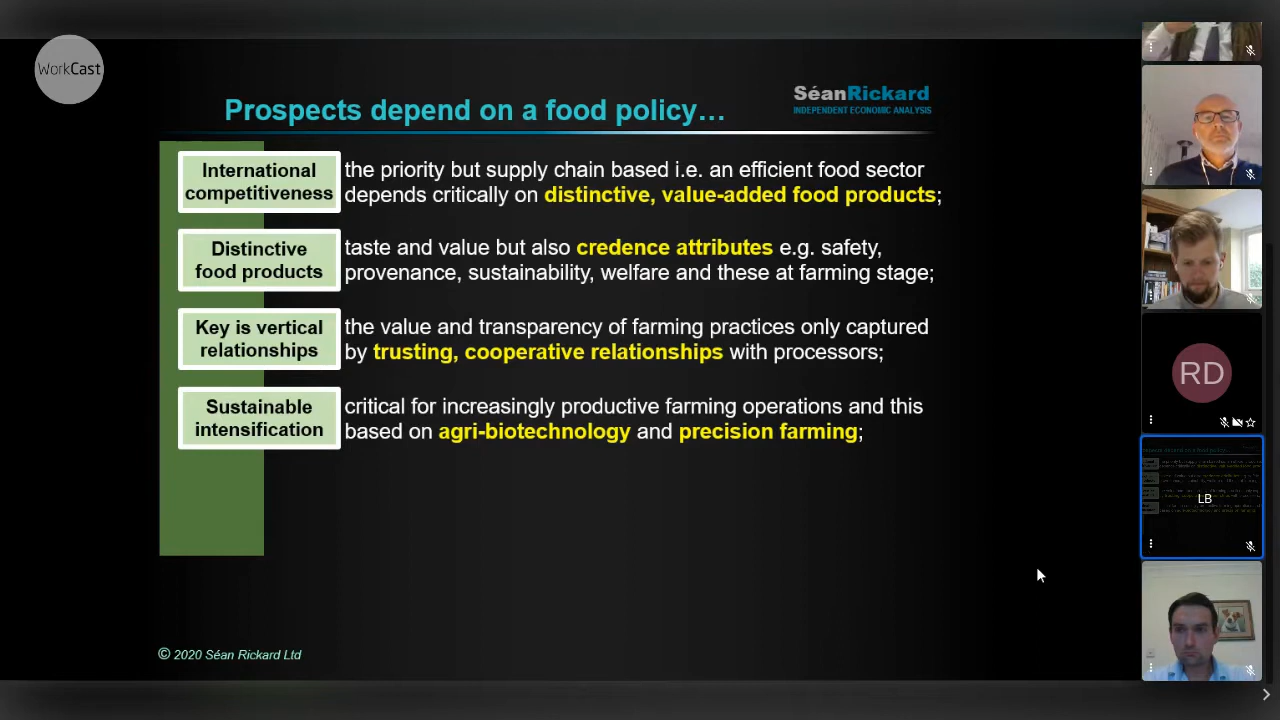 WorkCast
Prospects depend on a food policy…
SéanRickard
INDEPENDENT ECONOMIC ANALYSIS
International
competitiveness
the priority but supply chain based i.e. an efficient food sector
depends critically on distinctive, value-added food products;
Distinctive
food products
taste and value but also credence attributes e.g. safety,
provenance, sustainability, welfare and these at farming stage;
Key is vertical
relationships
the value and transparency of farming practices only captured
by trusting, cooperative relationships with processors;
Sustainable
intensification
critical for increasingly productive farming operations and this
based on agri-biotechnology and precision farming;
© 2020 Séan Rickard Ltd
RD
LB